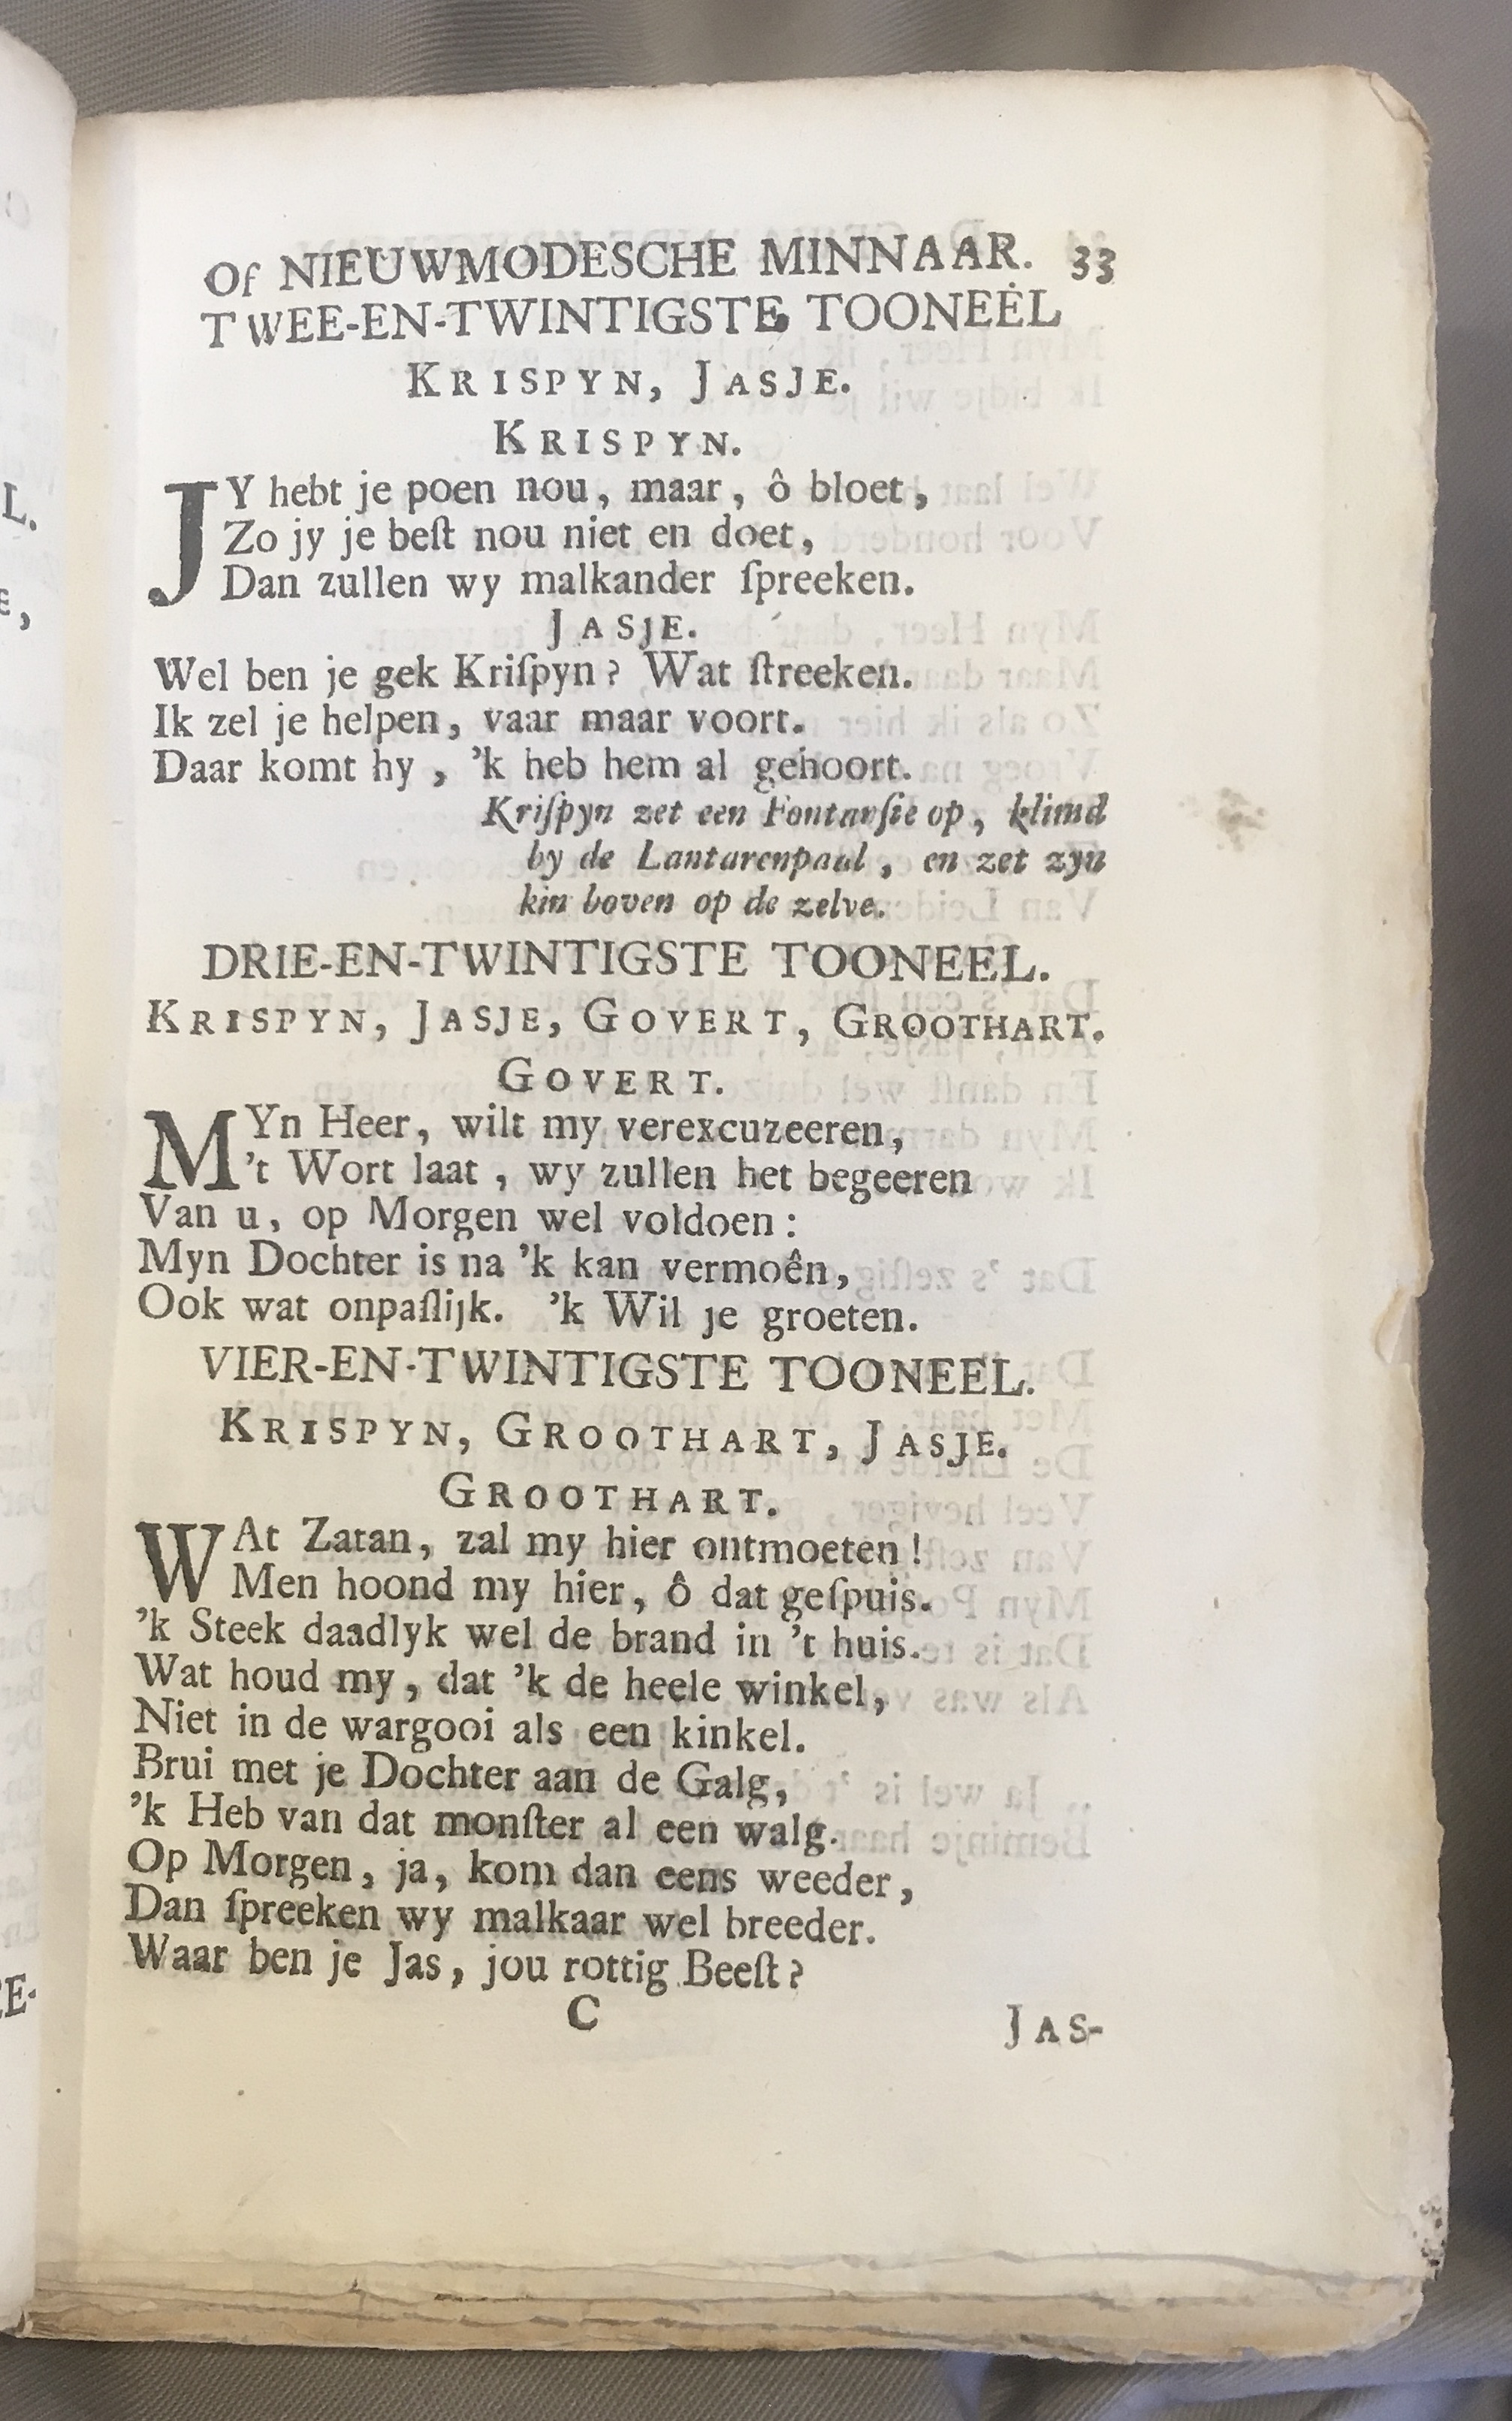 Of NIEUWMODESCHE MINNAAR. 33
TWEE-EN-TWINTIGSTE TOONEEL
KRISPYN, JASJE.
KRISPYN.
JY hebt je poen nou, maar, ô bloet,
Zo jy je beſt nou niet en doet,
Dan zullen wy malkander ſpreeken.
JASJE.
Wel ben je gek Kriſpyn? Wat ſtreeken.
Ik zel je helpen, vaar maar voort.
Daar komt hy, 'k heb hem al gehoort.
Kriſpyn zet een Fontanſie op, klimd
by de Lantarenpaal, en zet zyn
kin boven op de zelve.
DRIE-EN-TWINTIGSTE TOONEEL.
KRISPYN, JASJE, GOVERT, GROOTHART.
GOVERT.
MYn Heer, wilt my verexcuzeeren,
't Wort laat, wy zullen het begeeren
Van u, op Morgen wel voldoen:
Myn Dochter is na 'k kan vermoên,
Ook wat onpaſlijk. 'k Wil je groeten.
VIER-EN-TWINTIGSTE TOONEEL.
KRISPYN, GROOTHART, JASJE.
GROOTHART.
WAt Zatan, zal my hier ontmoeten!
Men hoond my hier, ô dat geſpuis.
'k Steek daadlyk wel de brand in 't huis.
Wat houd my, dat 'k de heele winkel,
Niet in de wargooi als een kinkel.
Brui met je Dochter aan de Galg,
'k Heb van dat monſter al een walg.
Op Morgen, ja, kom dan eens weeder,
Dan ſpreeken wy malkaar wel breeder.
Waar ben je Jas, jou rottig Beeſt?
C JAS-